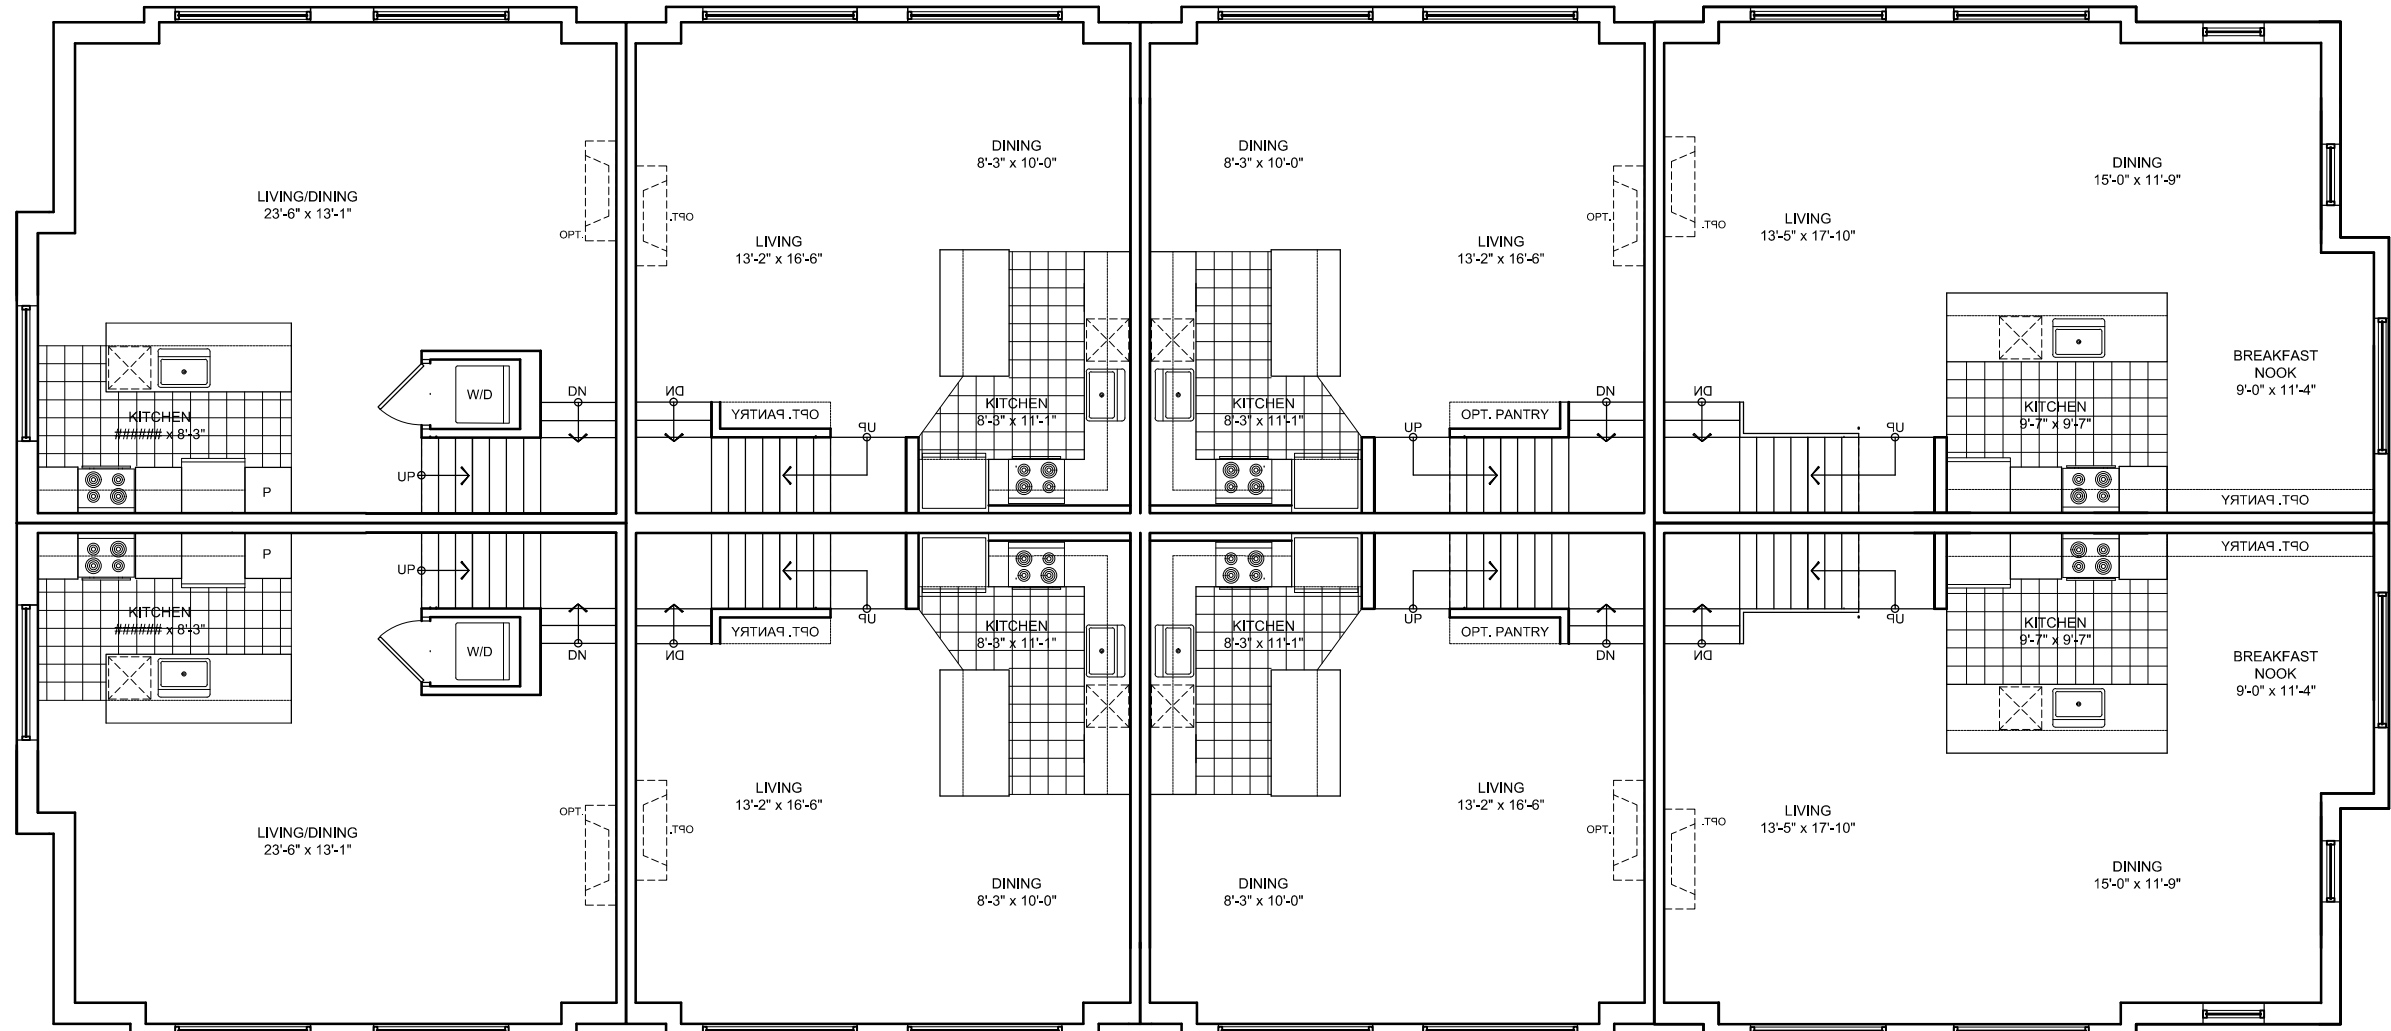 DINING
8'-3" x 10'-0"
DINING
8'-3" x 10'-0"
DINING
15'-0" x 11'-9"
LIVING/DINING
23'-6" x 13'-1"
OPT.
OPT.
LIVING
13'-2" x 16'-6"
OPT.
LIVING
13'-2" x 16'-6"
LIVING
13'-5" x 17'-10"
OPT.
BREAKFAST
NOOK
9'-0" x 11'-4"
W/D
DN
DN
DN
DN
KITCHEN
###### x 8'-3"
OPT. PANTRY
UP
KITCHEN
8'-3" x 11'-1"
KITCHEN
8'-3" x 11'-1"
UP
OPT. PANTRY
UP
KITCHEN
9'-7" x 9'-7"
UP
P
OPT. PANTRY
P
UP
OPT. PANTRY
KITCHEN
###### x 8'-3"
W/D
DN
DN
OPT. PANTRY
UP
KITCHEN
8'-3" x 11'-1"
KITCHEN
8'-3" x 11'-1"
UP
OPT. PANTRY
DN
DN
UP
KITCHEN
9'-7" x 9'-7"
BREAKFAST
NOOK
9'-0" x 11'-4"
LIVING/DINING
23'-6" x 13'-1"
OPT.
OPT.
LIVING
13'-2" x 16'-6"
LIVING
13'-2" x 16'-6"
OPT.
OPT.
LIVING
13'-5" x 17'-10"
DINING
8'-3" x 10'-0"
DINING
8'-3" x 10'-0"
DINING
15'-0" x 11'-9"